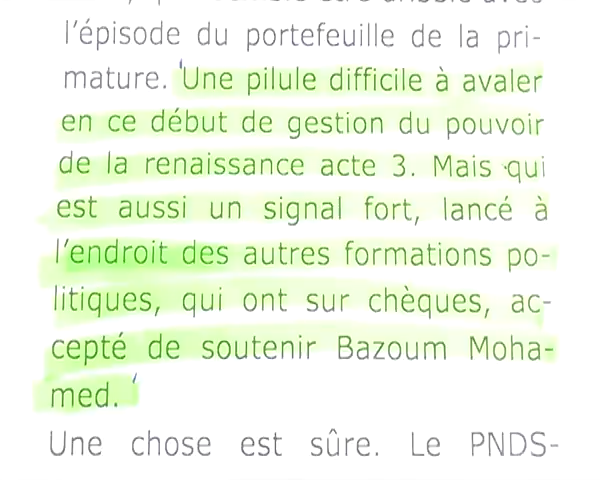 l'épisode du portefeuille de la pri-
mature. 'Une pilule difficile à avaler
en ce début de gestion du pouvoir
de la renaissance acte 3. Mais qui
est aussi un signal fort, lancé à
l'endroit des autres formations po-
litiques, qui ont sur chèques, ac-
cepté de soutenir Bazoum Moha-
med. '
Une chose est sûre. Le PNDS-